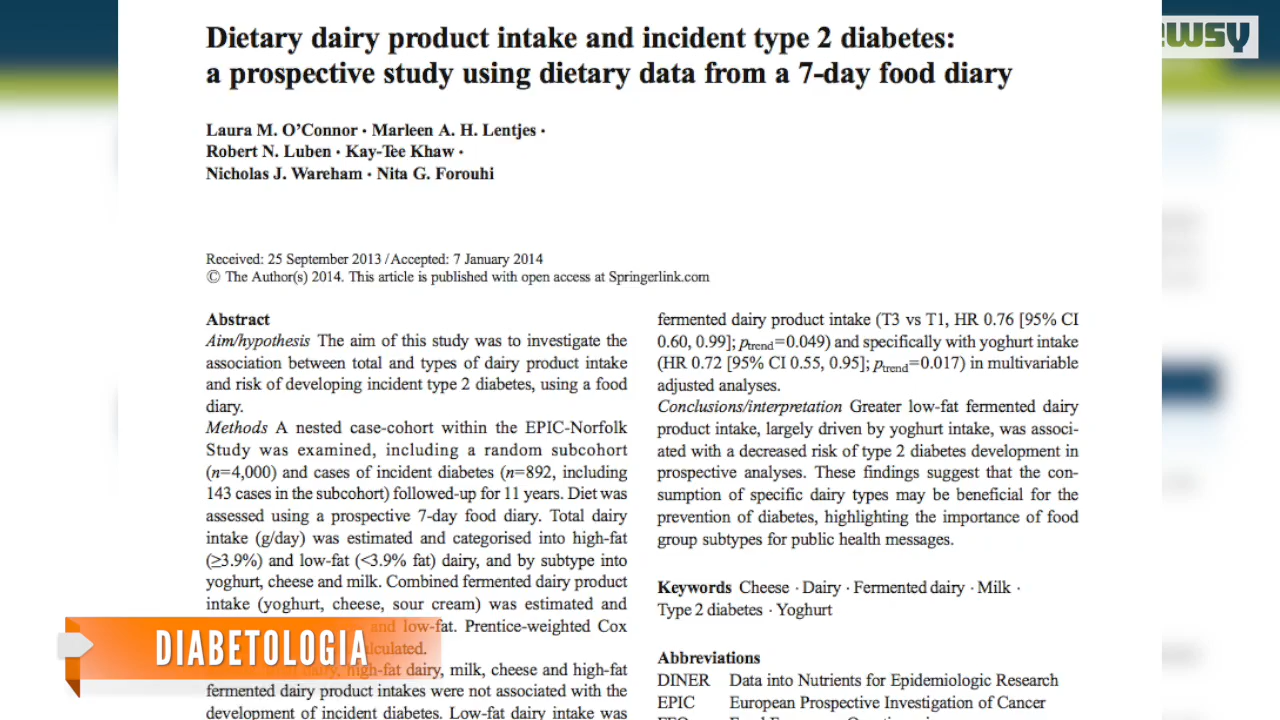 Dietary dairy product intake and incident type 2 diabetes:
a prospective study using dietary data from a 7-day food diary
Laura M. O'Connor · Marleen A. H. Lentjes ·
Robert N. Luben · Kay-Tee Khaw ·
Nicholas J. Wareham · Nita G. Forouhi
Received: 25 September 2013 / Accepted: 7 January 2014
© The Author(s) 2014. This article is published with open access at Springerlink.com
Abstract
Aim/hypothesis The aim of this study was to investigate the
association between total and types of dairy product intake
and risk of developing incident type 2 diabetes, using a food
diary.
Methods A nested case-cohort within the EPIC-Norfolk
Study was examined, including a random subcohort
(n=4,000) and cases of incident diabetes (n=892, including
143 cases in the subcohort) followed-up for 11 years. Diet was
assessed using a prospective 7-day food diary. Total dairy
intake (g/day) was estimated and categorised into high-fat
(≥3.9%) and low-fat (<3.9% fat) dairy, and by subtype into
yoghurt, cheese and milk. Combined fermented dairy product
intake (yoghurt, cheese, sour cream) was estimated and
and low-fat. Prentice-weighted Cox
calculated.
dairy, high-fat dairy, milk, cheese and high-fat
fermented dairy product intakes were not associated with the
development of incident diabetes. Low-fat dairy intake was
fermented dairy product intake (T3 vs T1, HR 0.76 [95% CI
0.60, 0.99]; ptrend=0.049) and specifically with yoghurt intake
(HR 0.72 [95% CI 0.55, 0.95]; ptrend=0.017) in multivariable
adjusted analyses.
Conclusions/interpretation Greater low-fat fermented dairy
product intake, largely driven by yoghurt intake, was associ-
ated with a decreased risk of type 2 diabetes development in
prospective analyses. These findings suggest that the con-
sumption of specific dairy types may be beneficial for the
prevention of diabetes, highlighting the importance of food
group subtypes for public health messages.
Keywords Cheese · Dairy · Fermented dairy · Milk ·
Type 2 diabetes · Yoghurt
Abbreviations
DINER Data into Nutrients for Epidemiologic Research
EPIC European Prospective Investigation of Cancer
DIABETOLOGIA